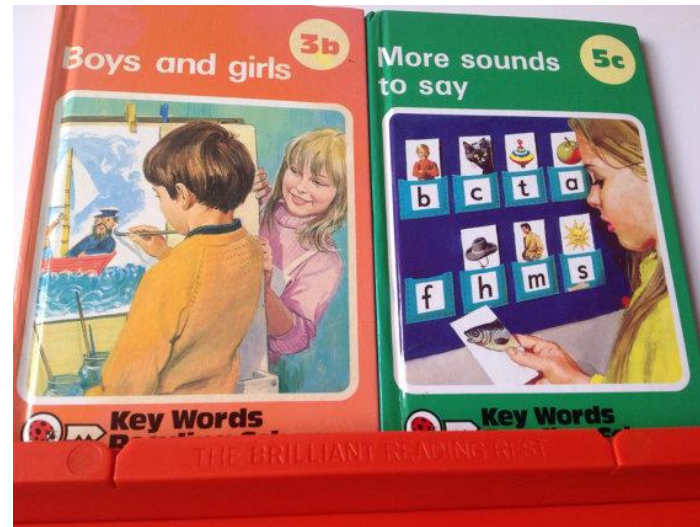 Boys and girls
3b
Key Words
More sounds
to say
5c
b c t a
f h m s
Key Words
THE BRILLIANT READING REST